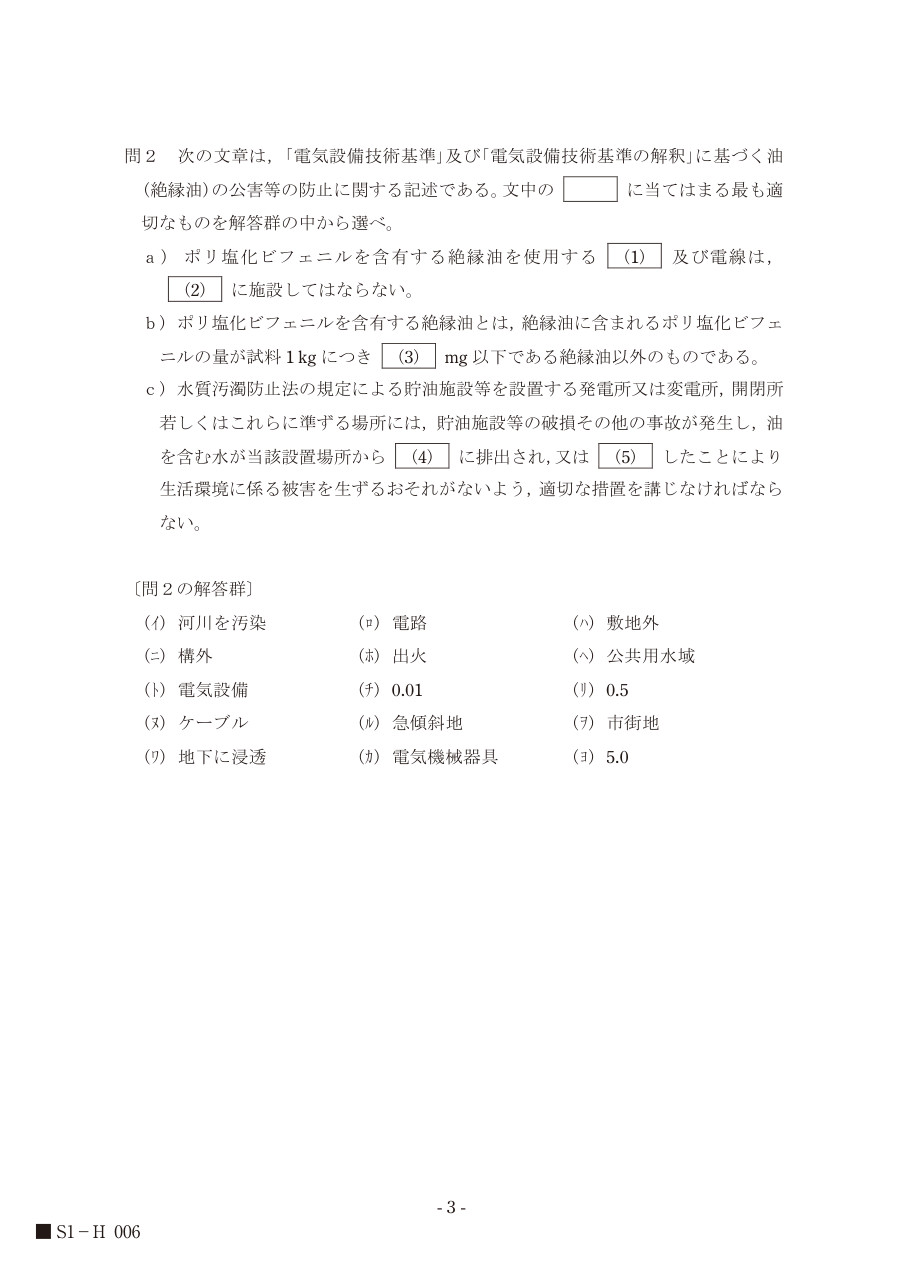 問２　次の文章は，「電気設備技術基準」及び「電気設備技術基準の解釈」に基づく油
（絶縁油）の公害等の防止に関する記述である。文中の　　　に当てはまる最も適
切なものを解答群の中から選べ。
ａ） ポリ塩化ビフェニルを含有する絶縁油を使用する (1) 及び電線は，
(2) に施設してはならない。
ｂ）ポリ塩化ビフェニルを含有する絶縁油とは，絶縁油に含まれるポリ塩化ビフェ
ニルの量が試料 1 kg につき (3) mg 以下である絶縁油以外のものである。
ｃ）水質汚濁防止法の規定による貯油施設等を設置する発電所又は変電所，開閉所
若しくはこれらに準ずる場所には，貯油施設等の破損その他の事故が発生し，油
を含む水が当該設置場所から (4) に排出され，又は (5) したことにより
生活環境に係る被害を生ずるおそれがないよう，適切な措置を講じなければなら
ない。
〔問２の解答群〕
(ｲ) 河川を汚染　(ﾛ) 電路　(ﾊ) 敷地外
(ﾆ) 構外　(ﾎ) 出火　(ﾍ) 公共用水域
(ﾄ) 電気設備　(ﾁ) 0.01　(ﾘ) 0.5
(ﾇ) ケーブル　(ﾙ) 急傾斜地　(ｦ) 市街地
(ﾜ) 地下に浸透　(ｶ) 電気機械器具　(ﾖ) 5.0
- 3 -
■ S1－H 006